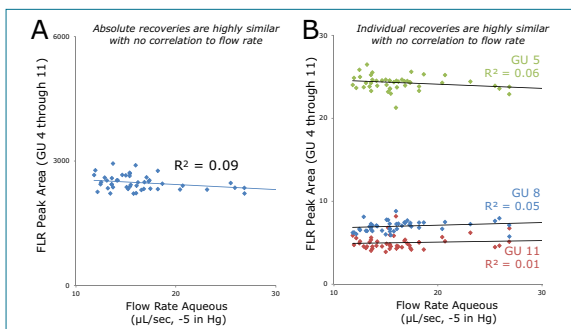 A
Absolute recoveries are highly similar
with no correlation to flow rate
FLR Peak Area (GU 4 through 11)
6000
3000
0
R² = 0.09
10
20
30
Flow Rate Aqueous
(µL/sec, -5 in Hg)
B
Individual recoveries are highly similar
with no correlation to flow rate
FLR Peak Area (GU 4 through 11)
30
20
10
0
GU 5
R² = 0.06
GU 8
R² = 0.05
GU 11
R² = 0.01
10
20
30
Flow Rate Aqueous
(µL/sec, -5 in Hg)